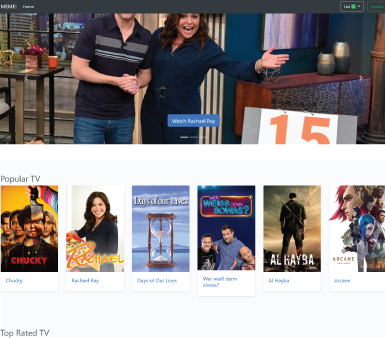 MEME!
Home
List
Watch Rachael Ray
15
Popular TV
CHUCKY
RACHAEL
Days of our Lives
WER WEISS DENN SOWAS?
AL HAYBA
ARCANE
Chucky
Rachael Ray
Days Of Our Lives
Wer weiß denn
sowas?
Al Hayba
Arcane
Top Rated TV